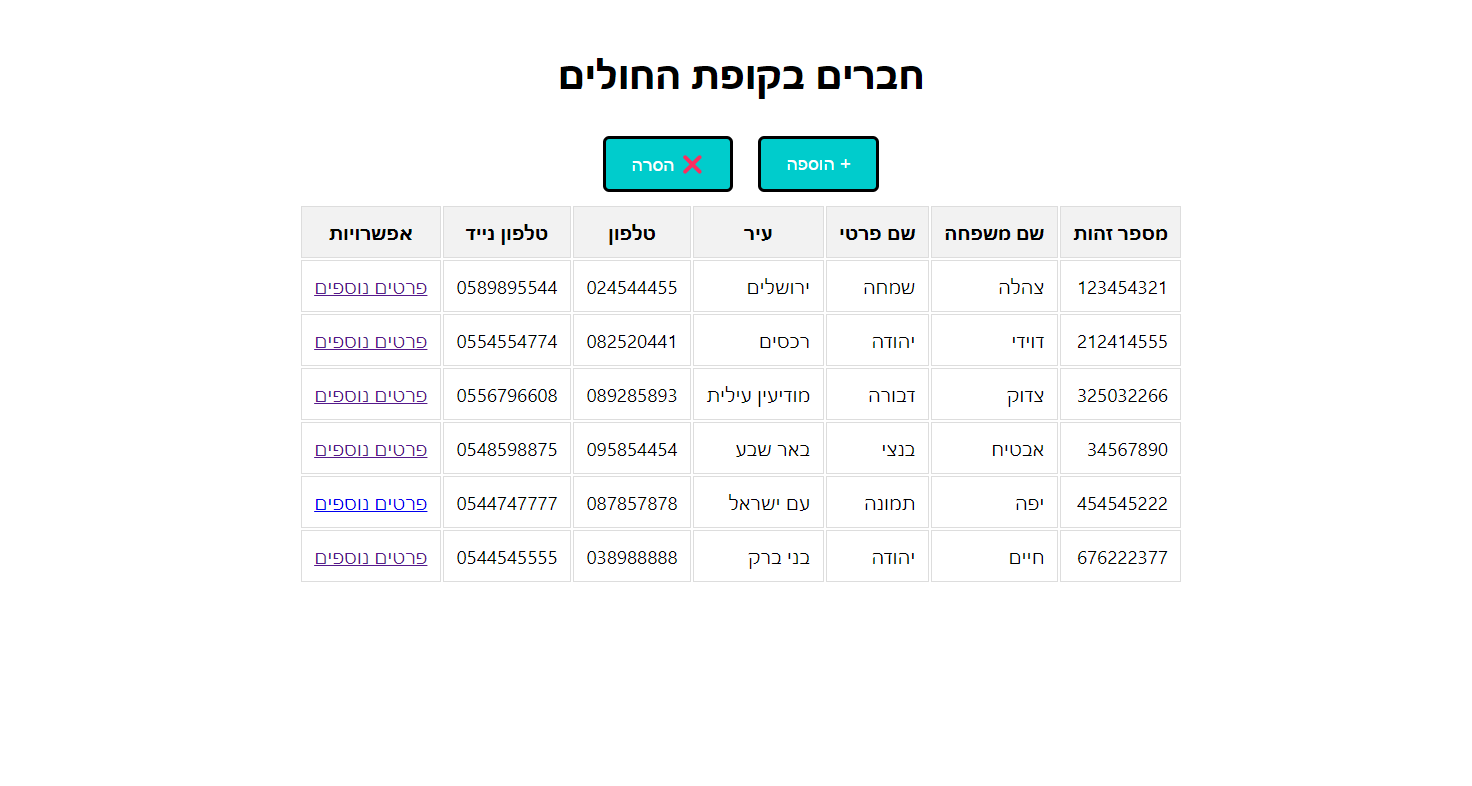 חברים בקופת החולים
+ הוספה ❌ הסרה
מספר זהות שם משפחה שם פרטי עיר טלפון טלפון נייד אפשרויות
123454321 צהלה שמחה ירושלים 024544455 0589895544 פרטים נוספים
212414555 דוידי יהודה רכסים 082520441 0554554774 פרטים נוספים
325032266 צדוק דבורה מודיעין עילית 089285893 0556796608 פרטים נוספים
34567890 אבטיח בנצי באר שבע 095854454 0548598875 פרטים נוספים
454545222 יפה תמונה עם ישראל 087857878 0544747777 פרטים נוספים
676222377 חיים יהודה בני ברק 038988888 0544545555 פרטים נוספים